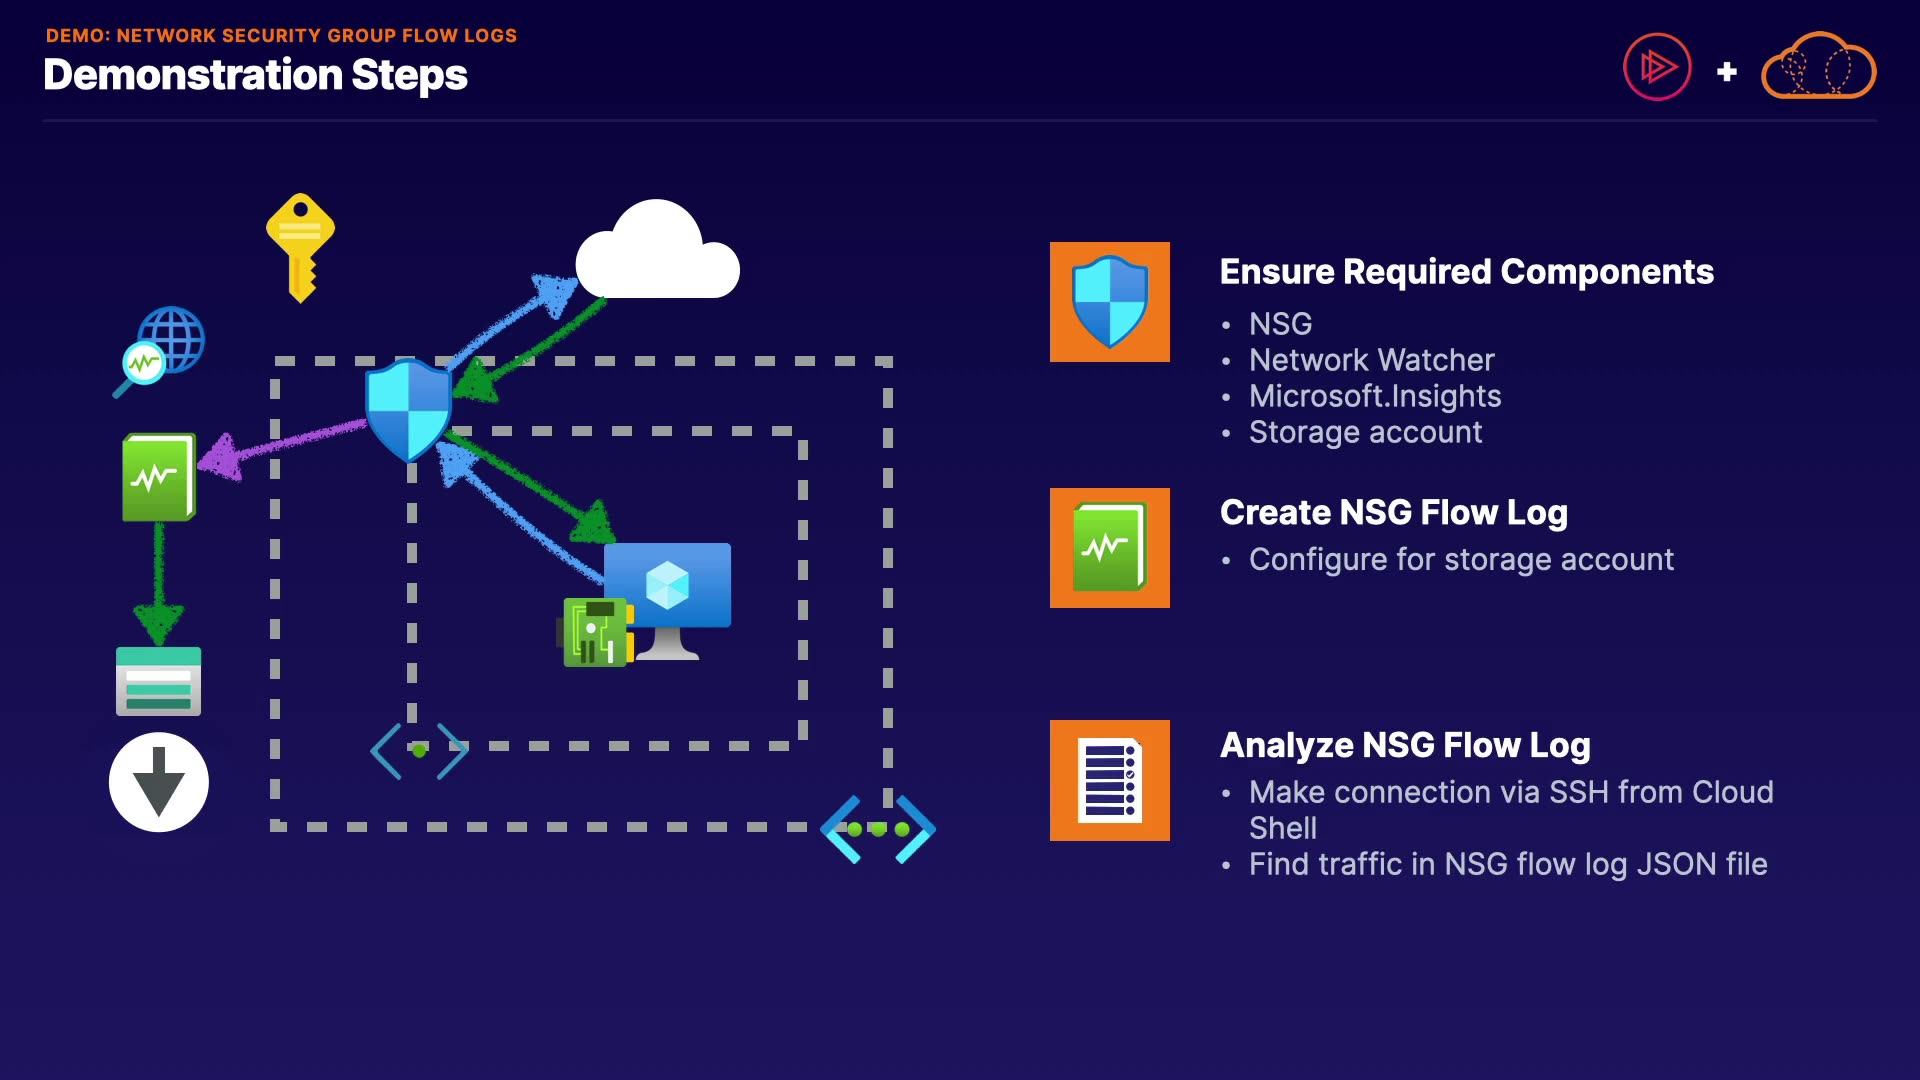 DEMO: NETWORK SECURITY GROUP FLOW LOGS
Demonstration Steps
Ensure Required Components
• NSG
• Network Watcher
• Microsoft.Insights
• Storage account
Create NSG Flow Log
• Configure for storage account
Analyze NSG Flow Log
• Make connection via SSH from Cloud
Shell
• Find traffic in NSG flow log JSON file